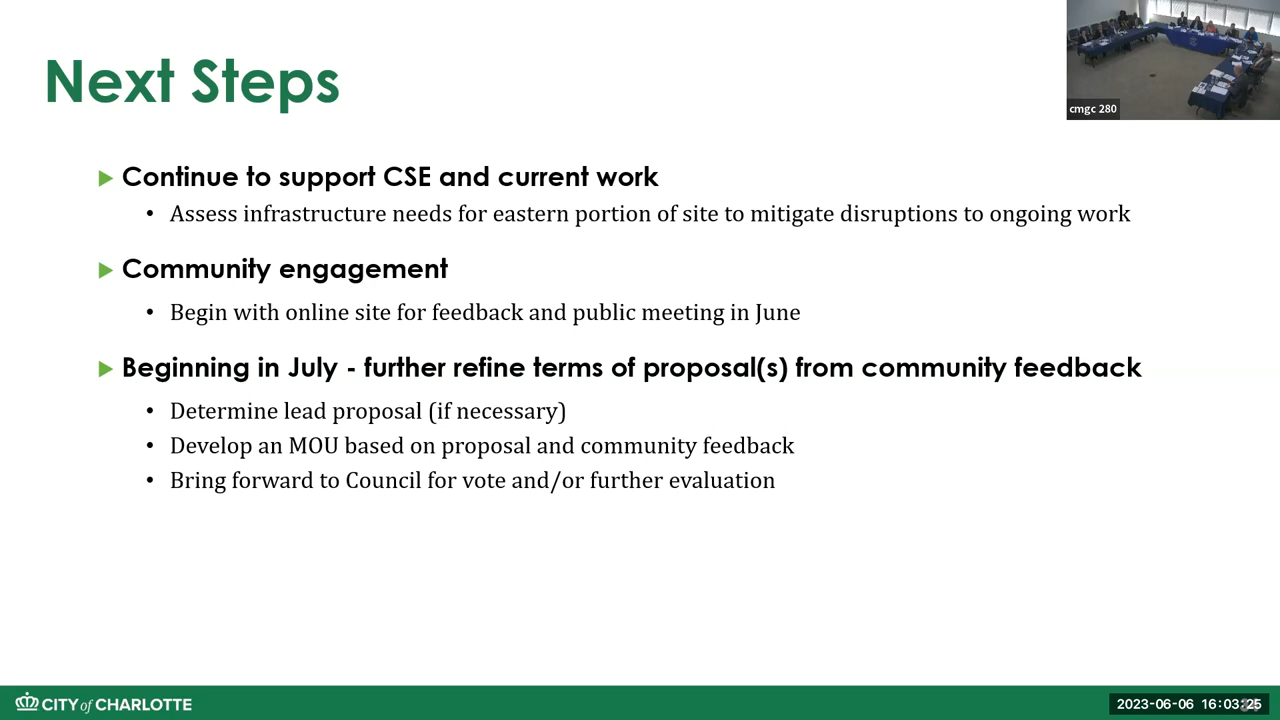 Next Steps
cmgc 280
Continue to support CSE and current work
• Assess infrastructure needs for eastern portion of site to mitigate disruptions to ongoing work
Community engagement
• Begin with online site for feedback and public meeting in June
Beginning in July - further refine terms of proposal(s) from community feedback
• Determine lead proposal (if necessary)
• Develop an MOU based on proposal and community feedback
• Bring forward to Council for vote and/or further evaluation
CITY of CHARLOTTE
2023-06-06 16:03:25